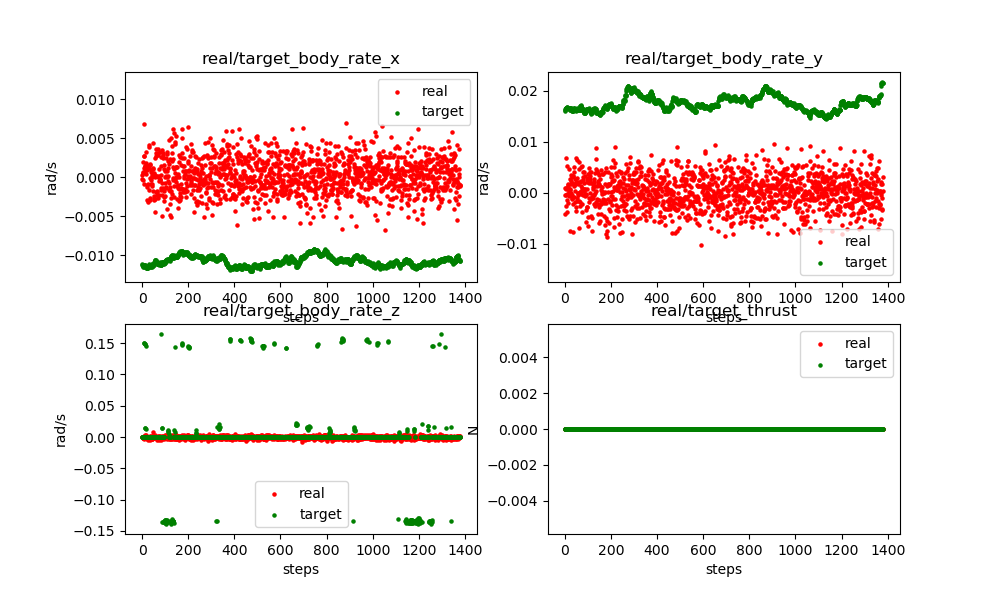 real/target_body_rate_x
rad/s
0.010
0.005
0.000
−0.005
−0.010
0 200 400 600 800 1000 1200 1400
steps
real
target
real/target_body_rate_y
rad/s
0.02
0.01
0.00
−0.01
0 200 400 600 800 1000 1200 1400
steps
real
target
real/target_body_rate_z
rad/s
0.15
0.10
0.05
0.00
−0.05
−0.10
−0.15
0 200 400 600 800 1000 1200 1400
steps
real
target
real/target_thrust
N
0.004
0.002
0.000
−0.002
−0.004
0 200 400 600 800 1000 1200 1400
steps
real
target